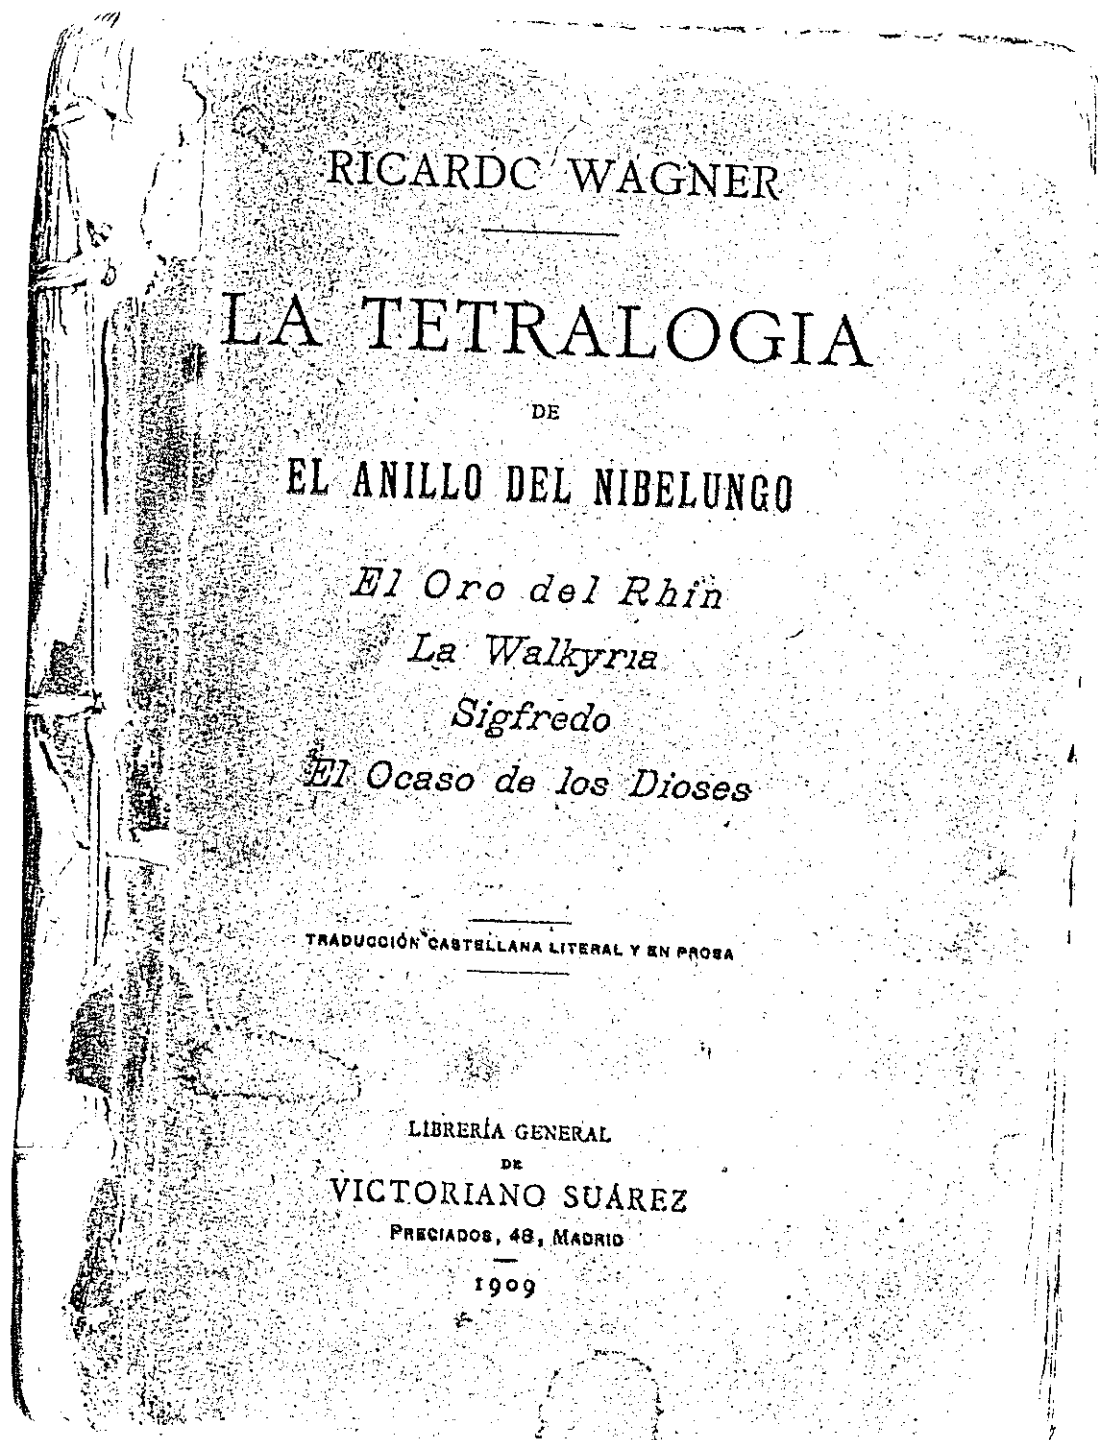 RICARDO WAGNER
LA TETRALOGIA
DE
EL ANILLO DEL NIBELUNGO
El Oro del Rhin
La Walkyria
Sigfredo
El Ocaso de los Dioses
TRADUCCIÓN CASTELLANA LITERAL Y EN PROSA
LIBRERÍA GENERAL
DE
VICTORIANO SUÁREZ
PRECIADOS, 48, MADRID
1909